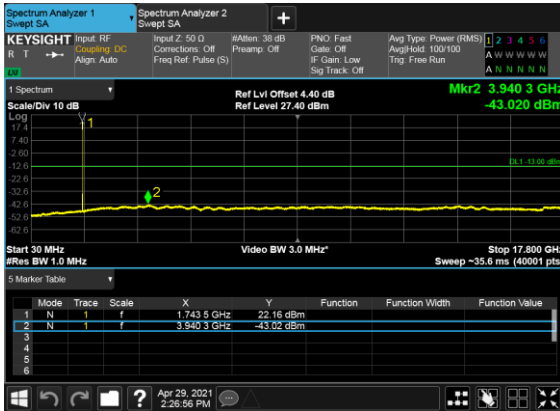 Spectrum Analyzer 1
Swept SA
Spectrum Analyzer 2
Swept SA
+
KEYSIGHT
R T
LXI
Input: RF
Coupling: DC
Align: Auto
Input Z: 50 Ω
Corrections: Off
Freq Ref: Pulse (S)
#Atten: 38 dB
Preamp: Off
PNO: Fast
Gate: Off
IF Gain: Low
Sig Track: Off
Avg Type: Power (RMS)
Avg|Hold: 100/100
Trig: Free Run
1 2 3 4 5 6
A W W W W W
A N N N N N
1 Spectrum
Scale/Div 10 dB
Ref Lvl Offset 4.40 dB
Ref Level 27.40 dBm
Mkr2 3.940 3 GHz
-43.020 dBm
Log
17.4
7.40
-2.60
-12.6
-22.6
-32.6
-42.6
-52.6
-62.6
1
2
DL1 -13.00 dBm
Start 30 MHz
#Res BW 1.0 MHz
Video BW 3.0 MHz*
Stop 17.800 GHz
Sweep ~35.6 ms (40001 pts)
5 Marker Table
Mode Trace Scale X Y Function Function Width Function Value
1 N 1 f 1.743 5 GHz 22.16 dBm
2 N 1 f 3.940 3 GHz -43.02 dBm
3
4
5
6
?
Apr 29, 2021
2:26:56 PM